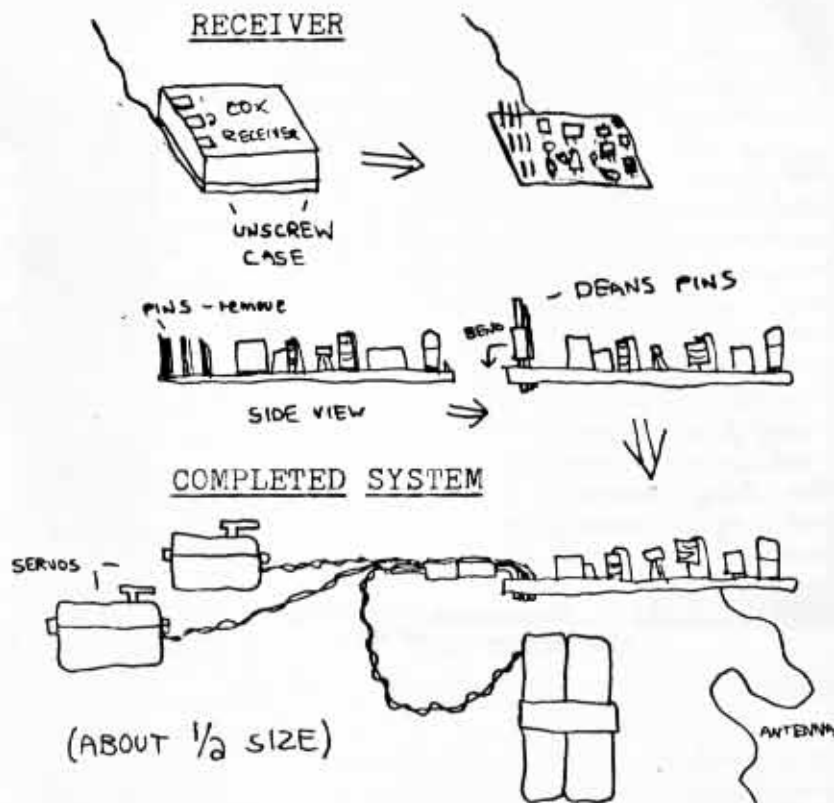 RECEIVER
COX
RECEIVER
UNSCREW
CASE
PINS - remove
DEANS PINS
BEND
SIDE VIEW
COMPLETED SYSTEM
SERVOS
(ABOUT 1/2 SIZE)
ANTENNA